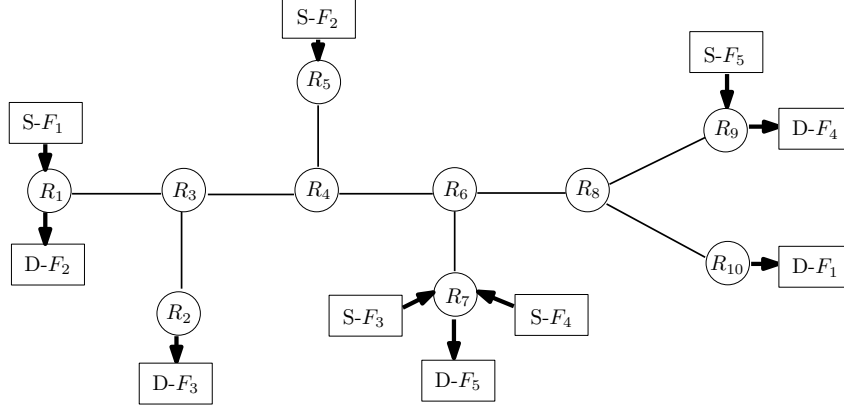 S-F₂
S-F₅
R₅
S-F₁
R₉
D-F₄
R₁
R₃
R₄
R₆
R₈
D-F₂
R₁₀
D-F₁
R₇
R₂
S-F₃
S-F₄
D-F₃
D-F₅